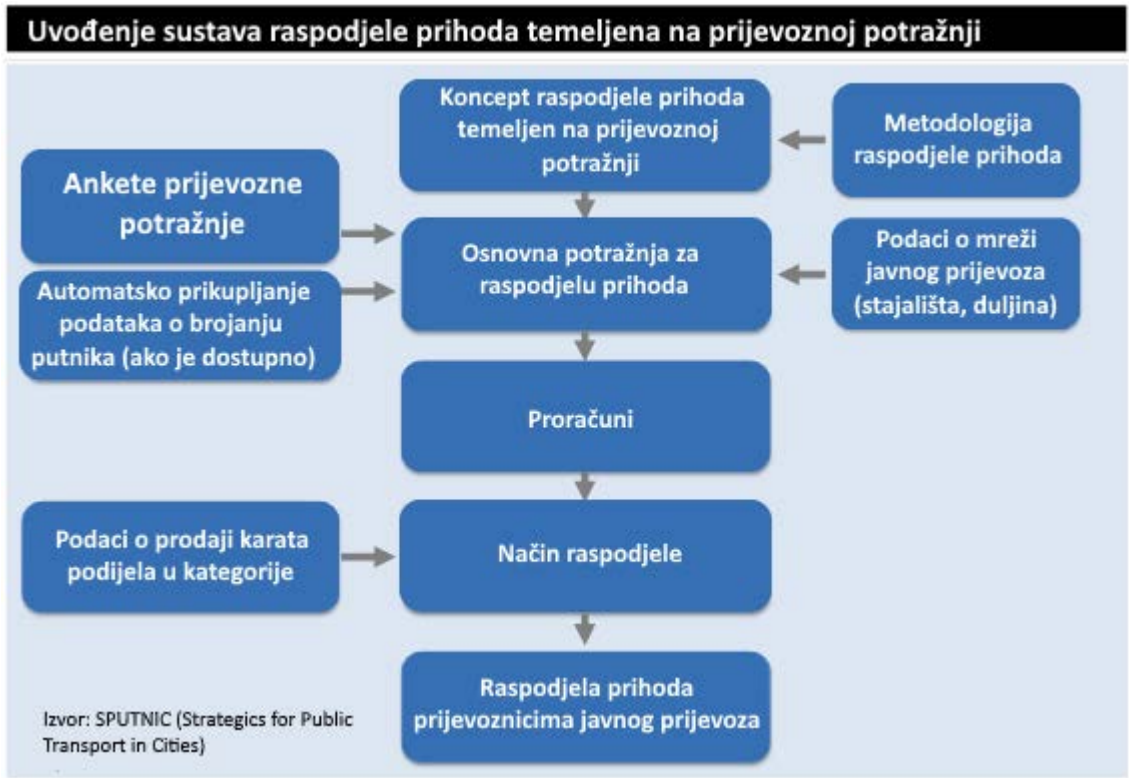 Uvođenje sustava raspodjele prihoda temeljena na prijevoznoj potražnji
Koncept raspodjele prihoda
temeljen na prijevoznoj
potražnji
Metodologija
raspodjele prihoda
Ankete prijevozne
potražnje
Osnovna potražnja za
raspodjelu prihoda
Podaci o mreži
javnog prijevoza
(stajališta, duljina)
Automatsko prikupljanje
podataka o brojanju
putnika (ako je dostupno)
Proračuni
Podaci o prodaji karata
podijela u kategorije
Način raspodjele
Raspodjela prihoda
prijevoznicima javnog prijevoza
Izvor: SPUTNIC (Strategics for Public
Transport in Cities)